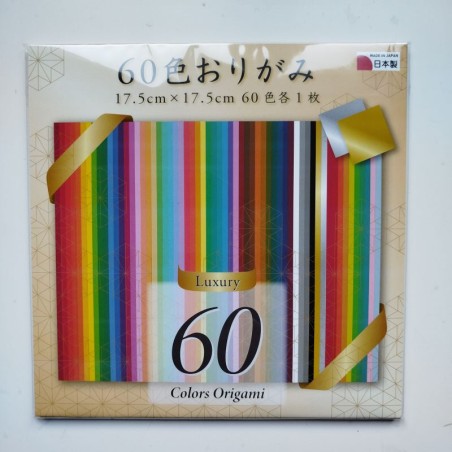 60色おりがみ
MADE IN JAPAN
日本製
17.5cm×17.5cm 60色各1枚
Luxury
60
Colors Origami